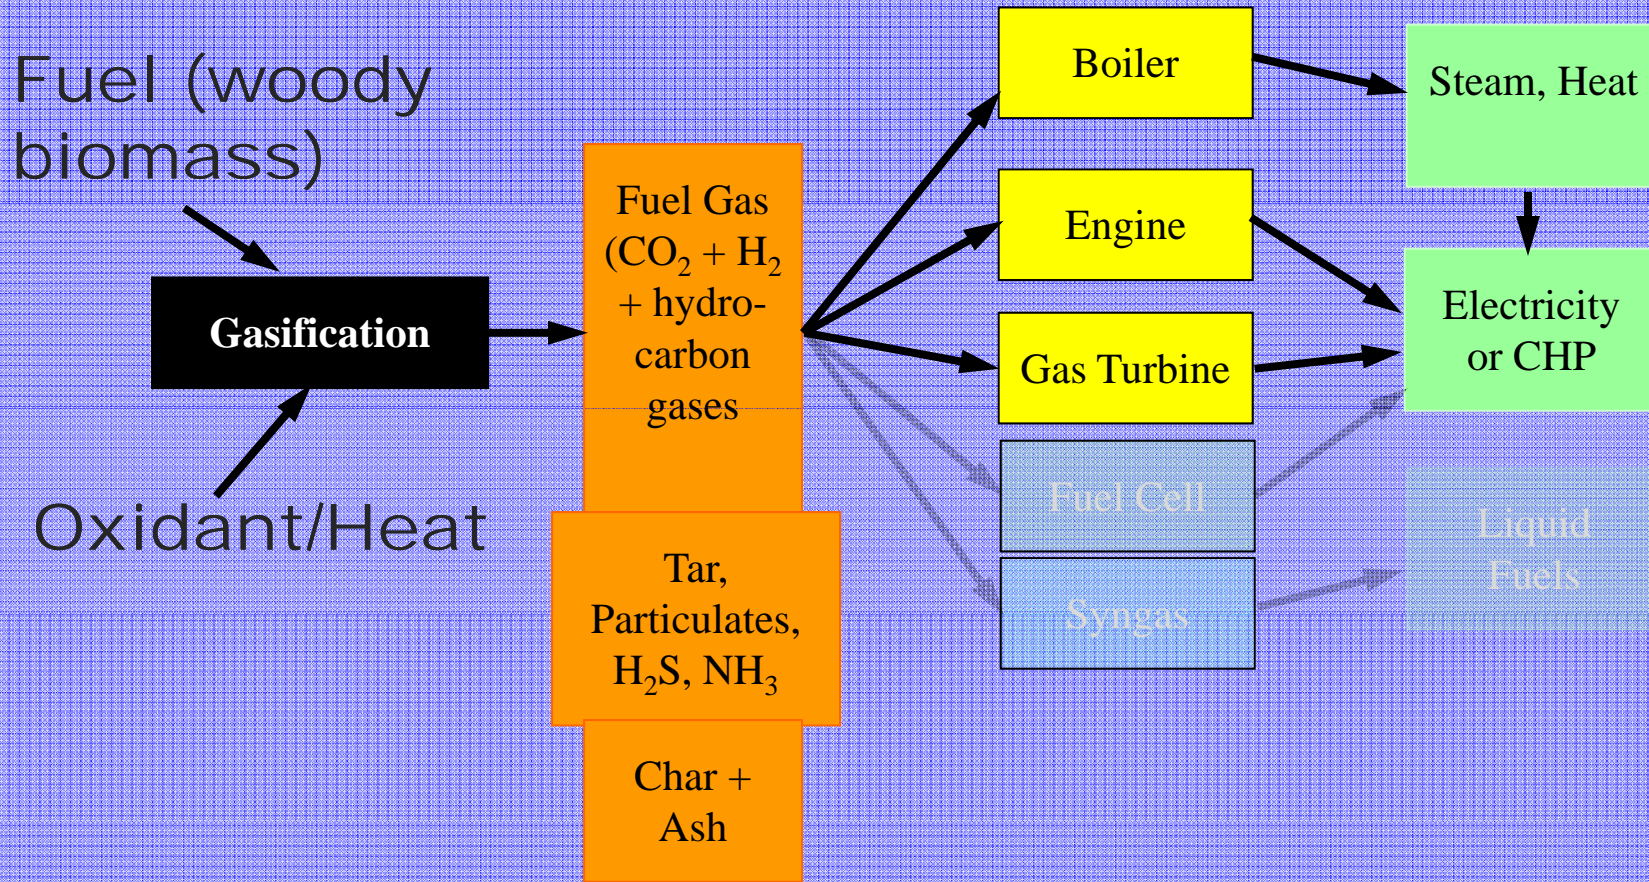 Fuel (woody
biomass)
Gasification
Oxidant/Heat
Fuel Gas
(CO₂ + H₂
+ hydro-
carbon
gases
Tar,
Particulates,
H₂S, NH₃
Char +
Ash
Boiler
Engine
Gas Turbine
Fuel Cell
Syngas
Steam, Heat
Electricity
or CHP
Liquid
Fuels